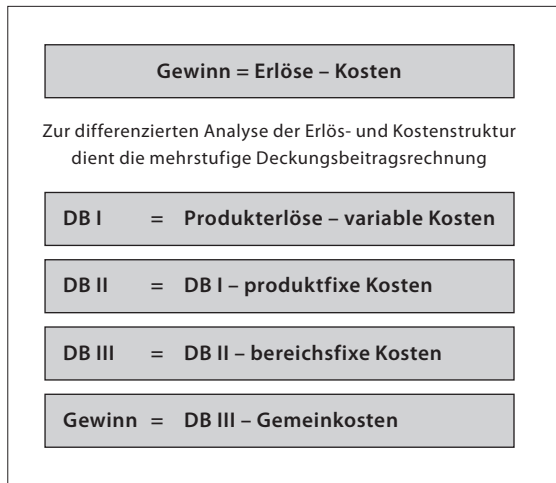 Gewinn = Erlöse – Kosten
Zur differenzierten Analyse der Erlös- und Kostenstruktur
dient die mehrstufige Deckungsbeitragsrechnung
DB I = Produkterlöse – variable Kosten
DB II = DB I – produktfixe Kosten
DB III = DB II – bereichsfixe Kosten
Gewinn = DB III – Gemeinkosten